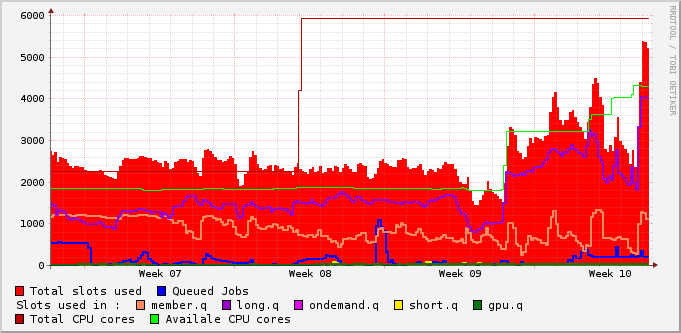 6000
5000
4000
3000
2000
1000
0
Week 07 Week 08 Week 09 Week 10
RRDTOOL / TOBI OETIKER
Total slots used Queued Jobs
Slots used in : member.q long.q ondemand.q short.q gpu.q
Total CPU cores Availale CPU cores